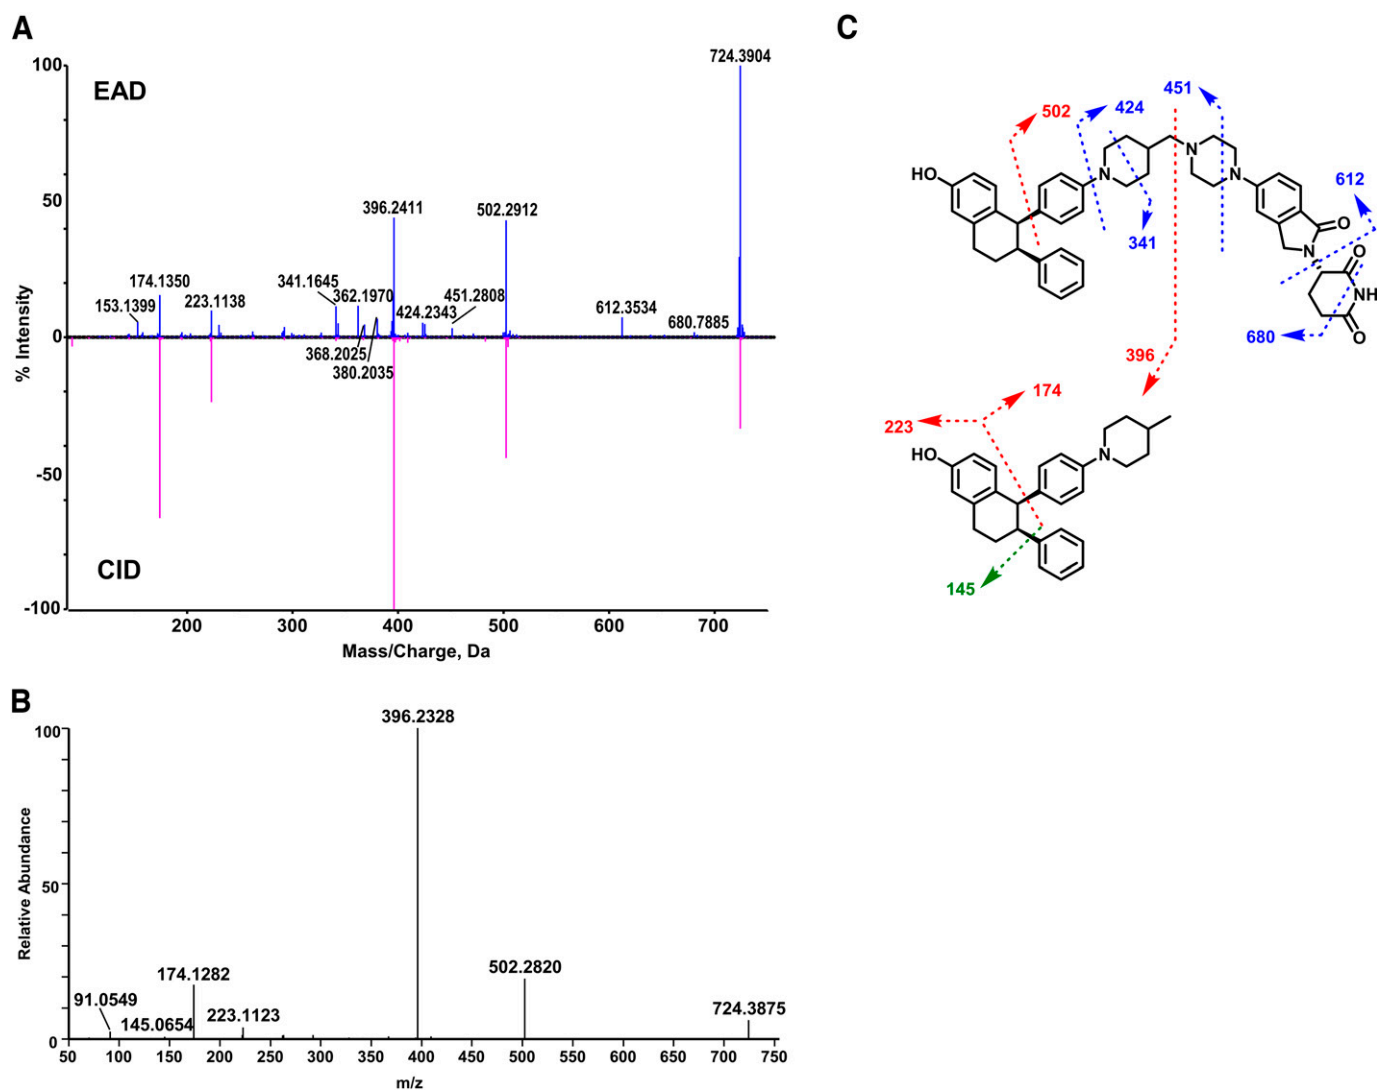 A
EAD
100
50
0
-50
-100
% Intensity
724.3904
396.2411
502.2912
174.1350
153.1399
223.1138
341.1645
362.1970
451.2808
424.2343
612.3534
680.7885
368.2025
380.2035
CID
200 300 400 500 600 700
Mass/Charge, Da
B
100
50
0
Relative Abundance
396.2328
174.1282
502.2820
91.0549
145.0654
223.1123
724.3875
50 100 150 200 250 300 350 400 450 500 550 600 650 700 750
m/z
C
502
424
451
612
HO
N
N
N
O
N
O
NH
O
341
680
396
174
223
HO
N
145